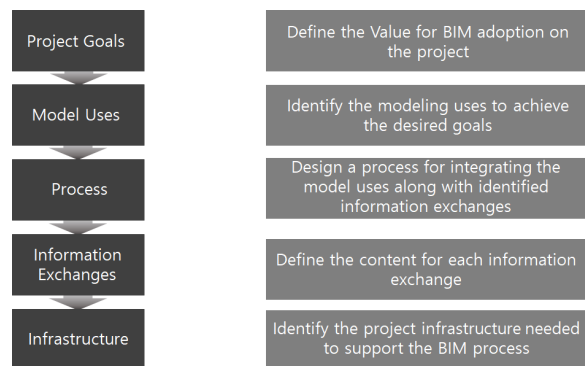 Project Goals
Define the Value for BIM adoption on
the project
Model Uses
Identify the modeling uses to achieve
the desired goals
Process
Design a process for integrating the
model uses along with identified
information exchanges
Information
Exchanges
Define the content for each information
exchange
Infrastructure
Identify the project infrastructure needed
to support the BIM process